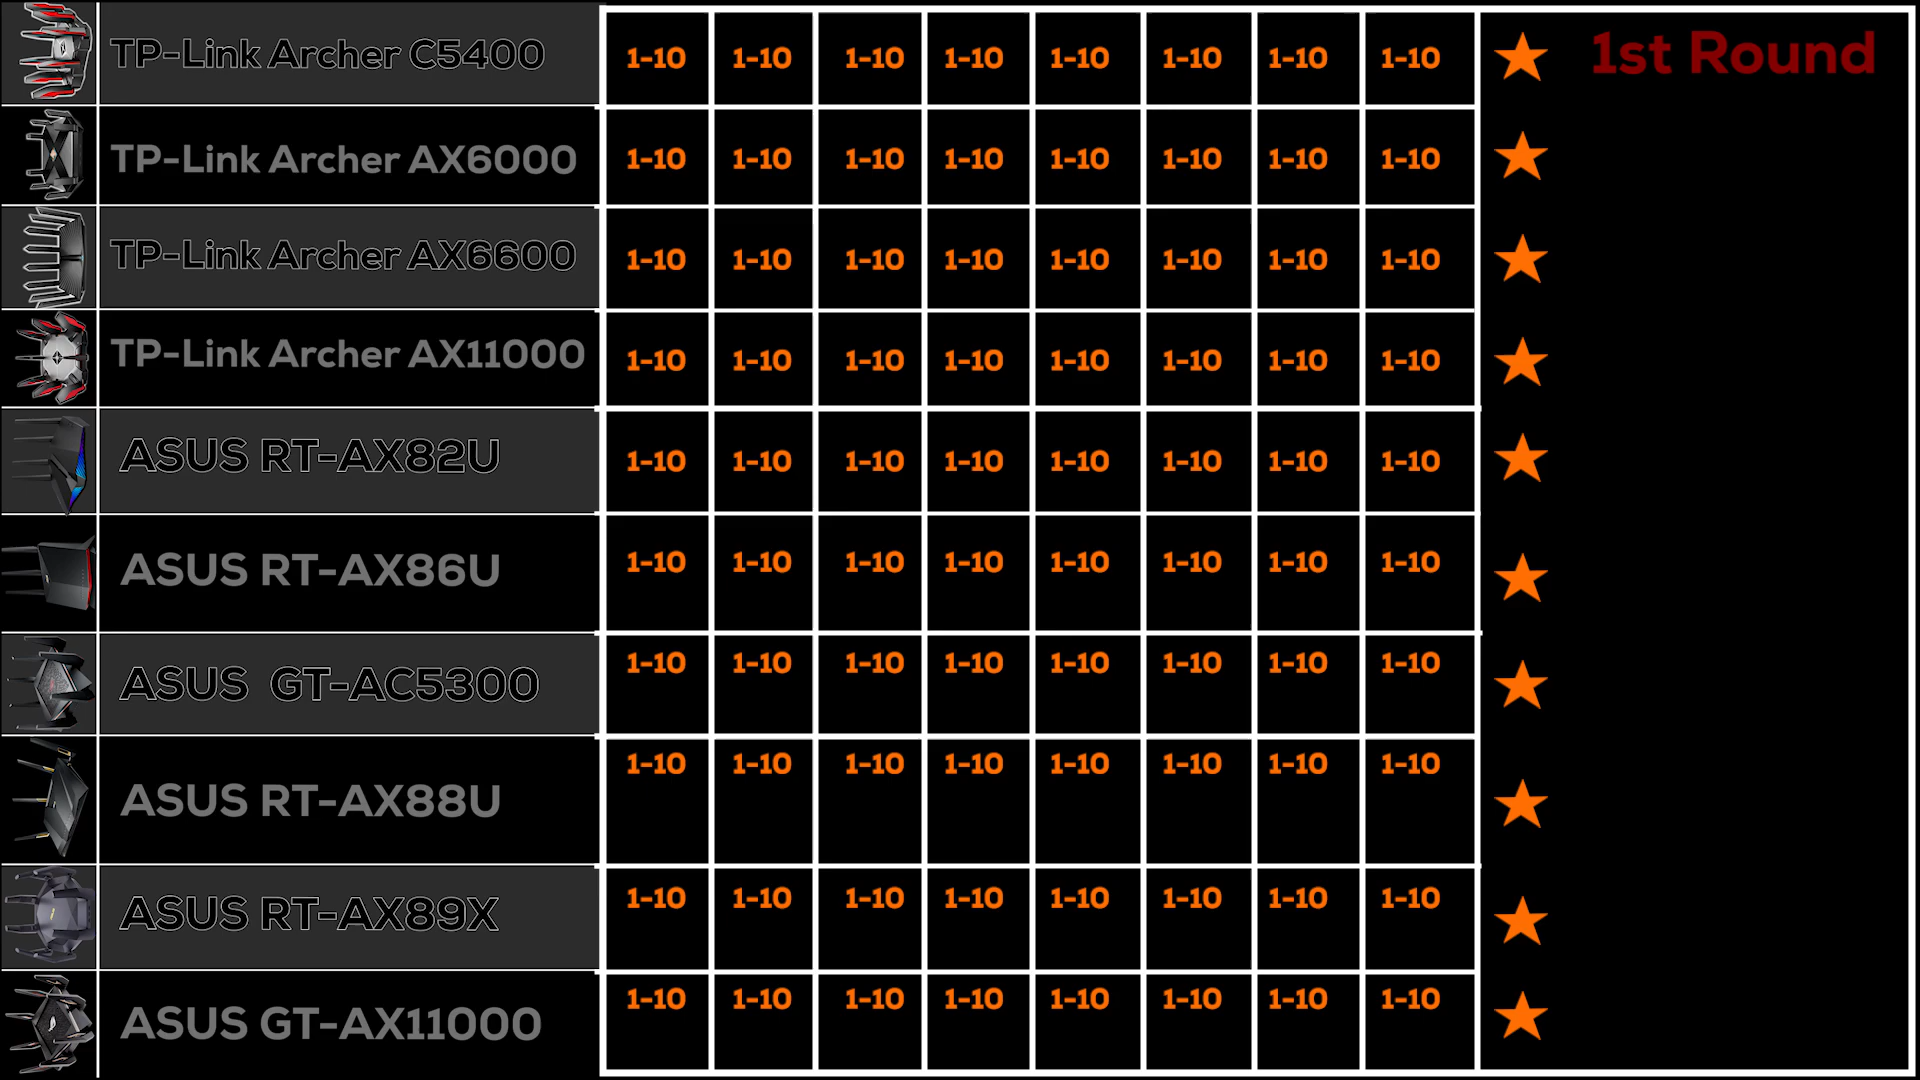 TP-Link Archer C5400 1-10 1-10 1-10 1-10 1-10 1-10 1-10 1-10 1st Round
TP-Link Archer AX6000 1-10 1-10 1-10 1-10 1-10 1-10 1-10 1-10
TP-Link Archer AX6600 1-10 1-10 1-10 1-10 1-10 1-10 1-10 1-10
TP-Link Archer AX11000 1-10 1-10 1-10 1-10 1-10 1-10 1-10 1-10
ASUS RT-AX82U 1-10 1-10 1-10 1-10 1-10 1-10 1-10 1-10
ASUS RT-AX86U 1-10 1-10 1-10 1-10 1-10 1-10 1-10 1-10
ASUS GT-AC5300 1-10 1-10 1-10 1-10 1-10 1-10 1-10 1-10
ASUS RT-AX88U 1-10 1-10 1-10 1-10 1-10 1-10 1-10 1-10
ASUS RT-AX89X 1-10 1-10 1-10 1-10 1-10 1-10 1-10 1-10
ASUS GT-AX11000 1-10 1-10 1-10 1-10 1-10 1-10 1-10 1-10